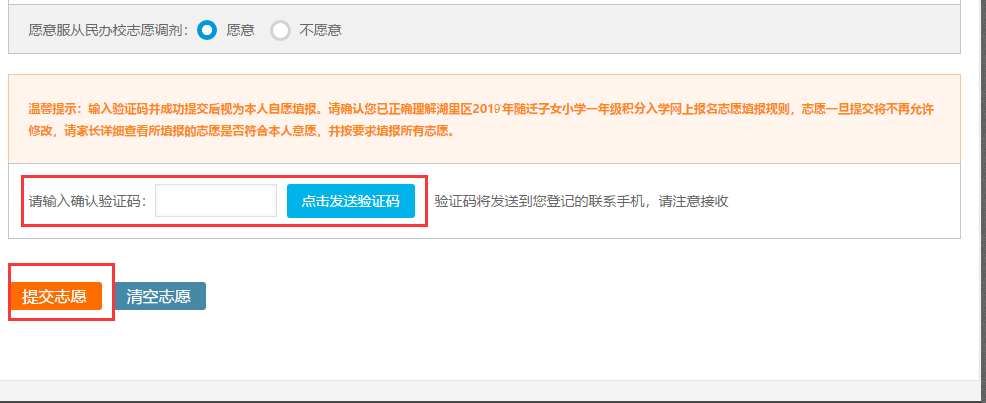 愿意服从民办校志愿调剂： 愿意 不愿意
温馨提示：输入验证码并成功提交后视为本人自愿填报。请确认您已正确理解湖里区2019年随迁子女小学一年级积分入学网上报名志愿填报规则，志愿一旦提交将不再允许
修改，请家长详细查看所填报的志愿是否符合本人意愿，并按要求填报所有志愿。
请输入确认验证码： 点击发送验证码 验证码将发送到您登记的联系手机，请注意接收
提交志愿 清空志愿